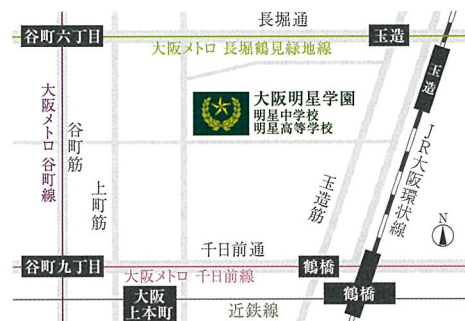 長堀通
谷町六丁目
玉造
大阪メトロ 長堀鶴見緑地線
玉造
大阪明星学園
明星中学校
明星高等学校
大阪メトロ 谷町線
谷町筋
上町筋
玉造筋
JR大阪環状線
N
千日前通
谷町九丁目
鶴橋
大阪メトロ 千日前線
鶴橋
大阪
上本町
近鉄線